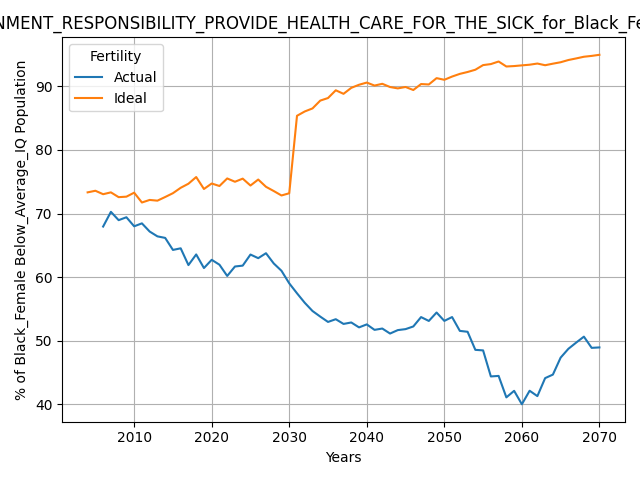 NMENT_RESPONSIBILITY_PROVIDE_HEALTH_CARE_FOR_THE_SICK_for_Black_Fe
Fertility
Actual
Ideal
% of Black_Female Below_Average_IQ Population
90
80
70
60
50
40
2010 2020 2030 2040 2050 2060 2070
Years